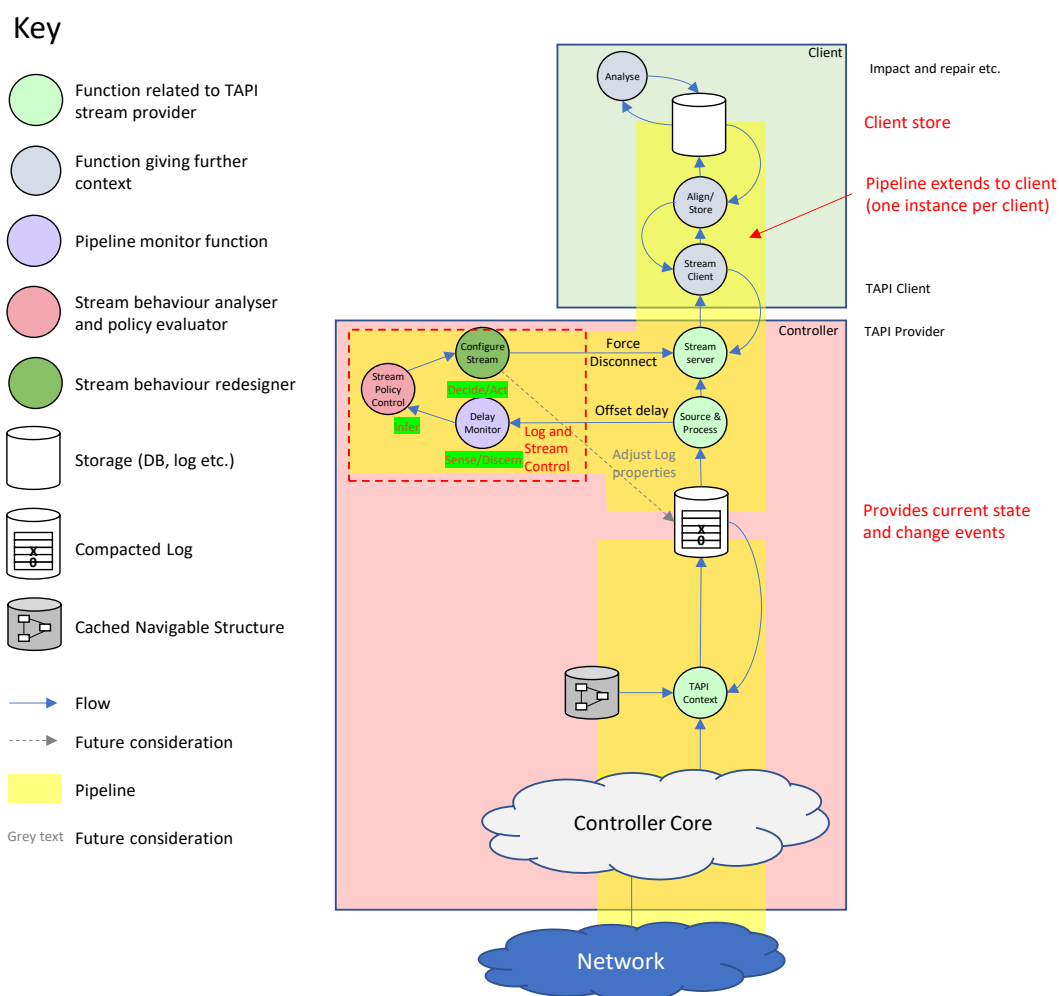 Key
Function related to TAPI
stream provider
Function giving further
context
Pipeline monitor function
Stream behaviour analyser
and policy evaluator
Stream behaviour redesigner
Storage (DB, log etc.)
X
0
Compacted Log
Cached Navigable Structure
Flow
Future consideration
Pipeline
Grey text
Future consideration
Client
Analyse
Impact and repair etc.
Client store
Pipeline extends to client
(one instance per client)
Align/
Store
Stream
Client
TAPI Client
TAPI Provider
Controller
Configure
Stream
Force
Disconnect
Stream
server
Stream
Policy
Control
Decide/Act
Infer
Delay
Monitor
Offset delay
Source &
Process
Sense/Discern
Log and
Stream
Control
Adjust Log
properties
X
0
Provides current state
and change events
TAPI
Context
Controller Core
Network